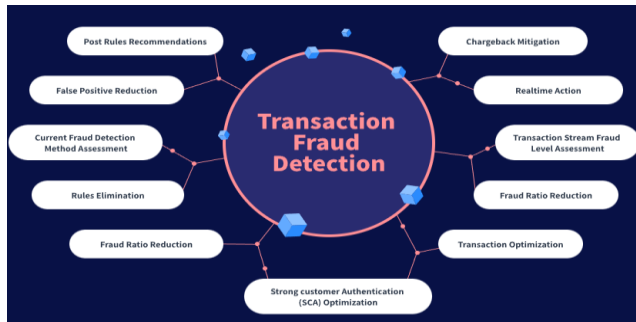 Post Rules Recommendations
Chargeback Mitigation
False Positive Reduction
Realtime Action
Transaction
Fraud
Detection
Current Fraud Detection
Method Assessment
Transaction Stream Fraud
Level Assessment
Rules Elimination
Fraud Ratio Reduction
Fraud Ratio Reduction
Transaction Optimization
Strong customer Authentication
(SCA) Optimization